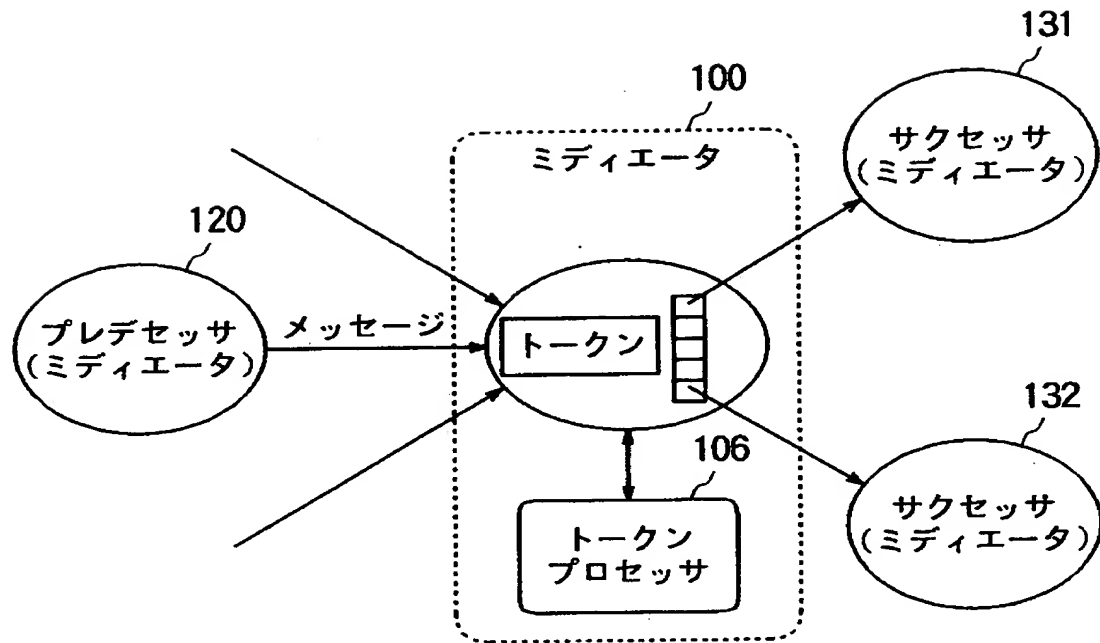 131
100
サクセッサ
(ミディエータ)
ミディエータ
120
プレデセッサ
(ミディエータ)
メッセージ
トークン
132
106
サクセッサ
(ミディエータ)
トークン
プロセッサ